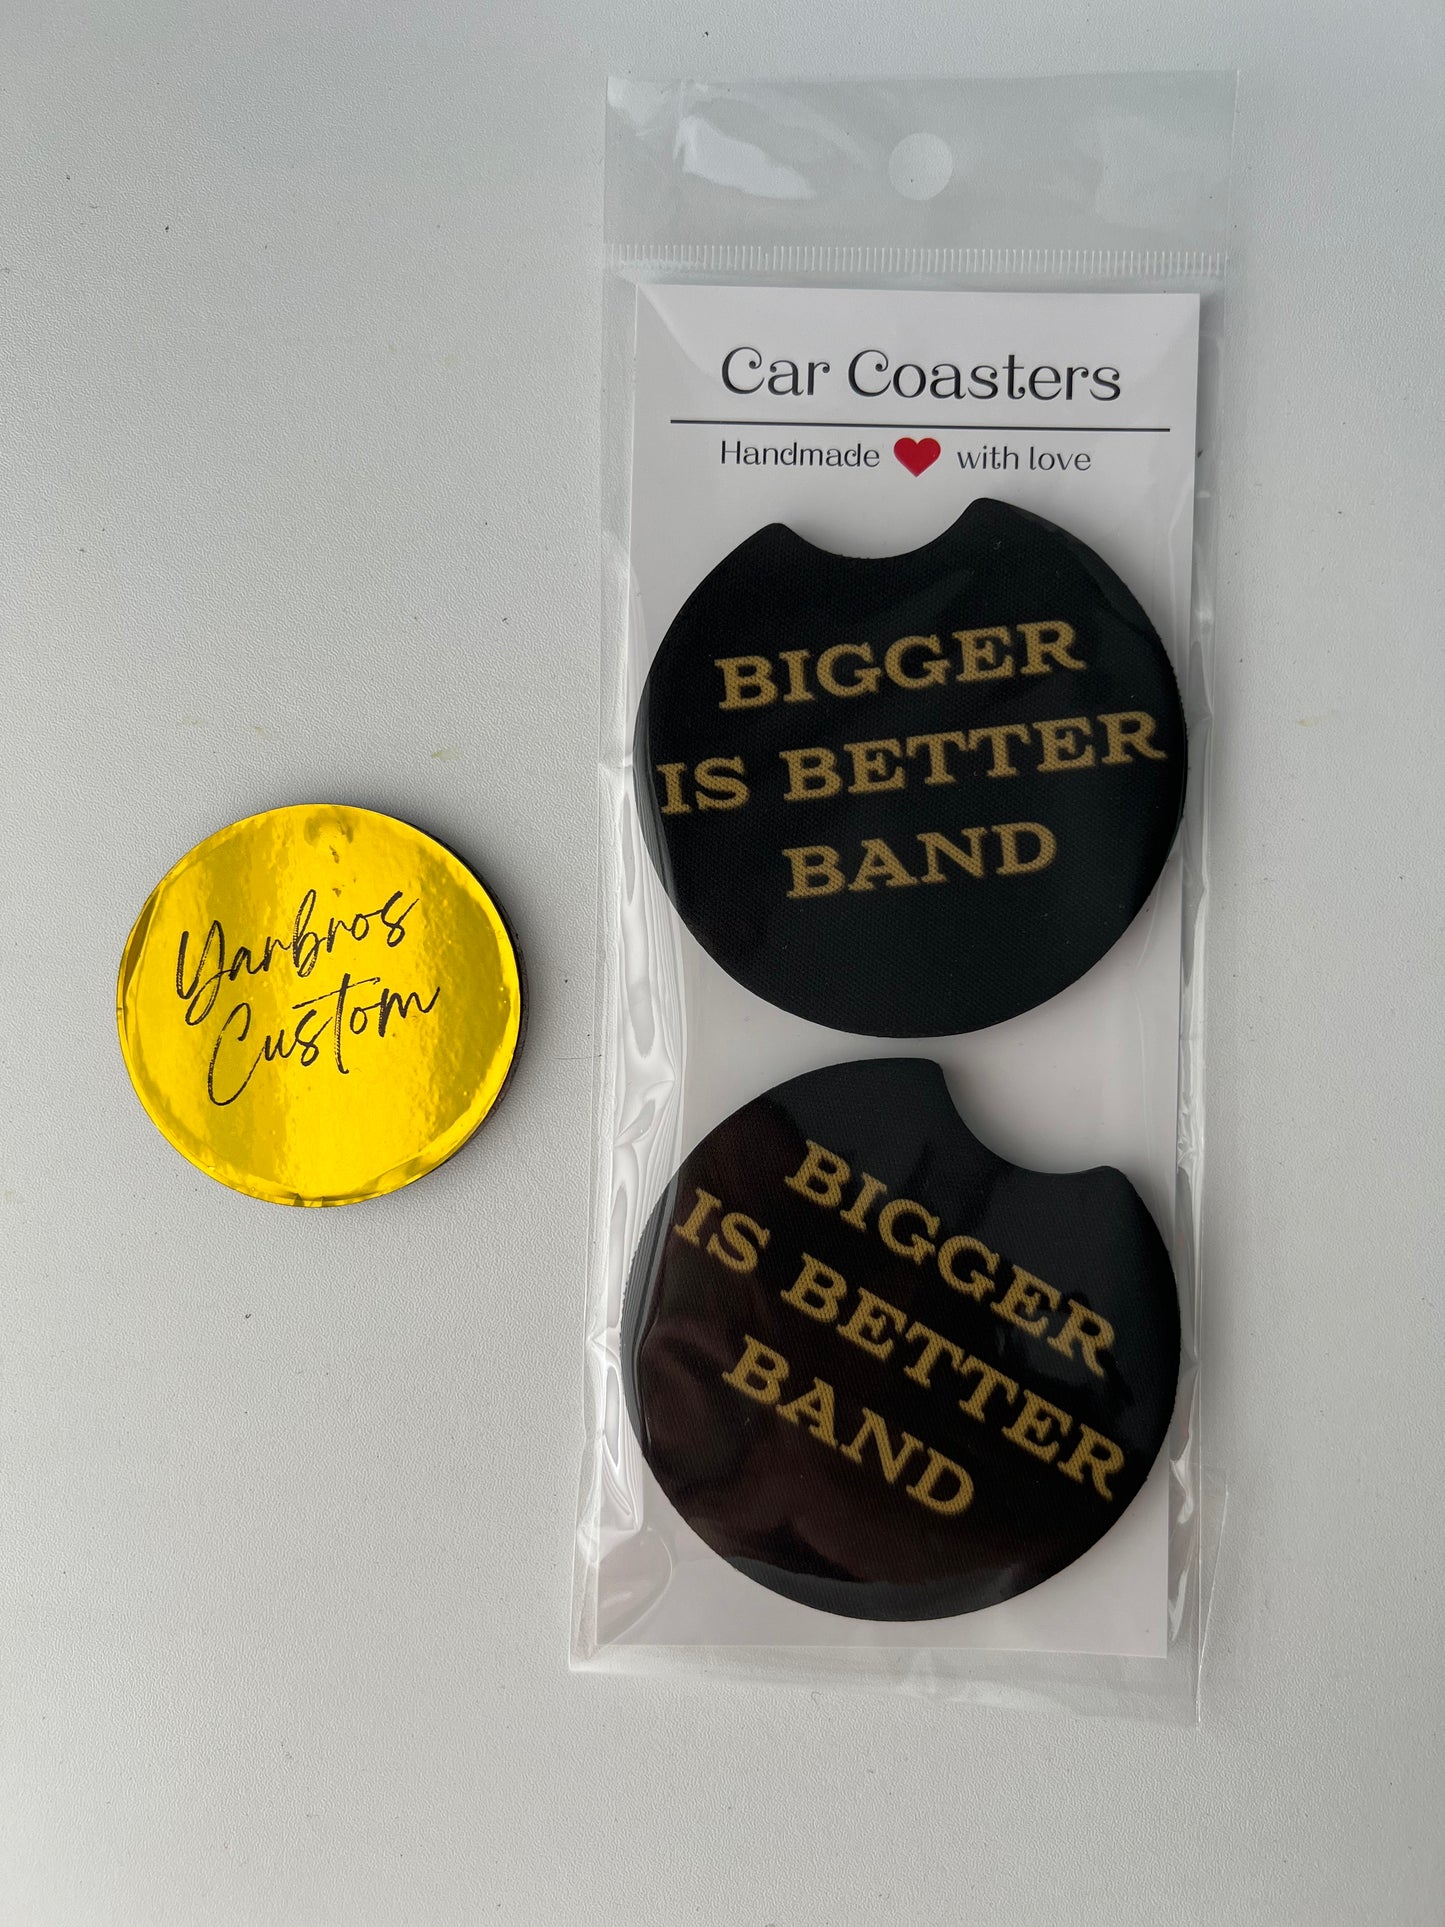 Car Coasters
Handmade ❤ with love
BIGGER
IS BETTER
BAND
BIGGER
IS BETTER
BAND
Yarbros
Custom